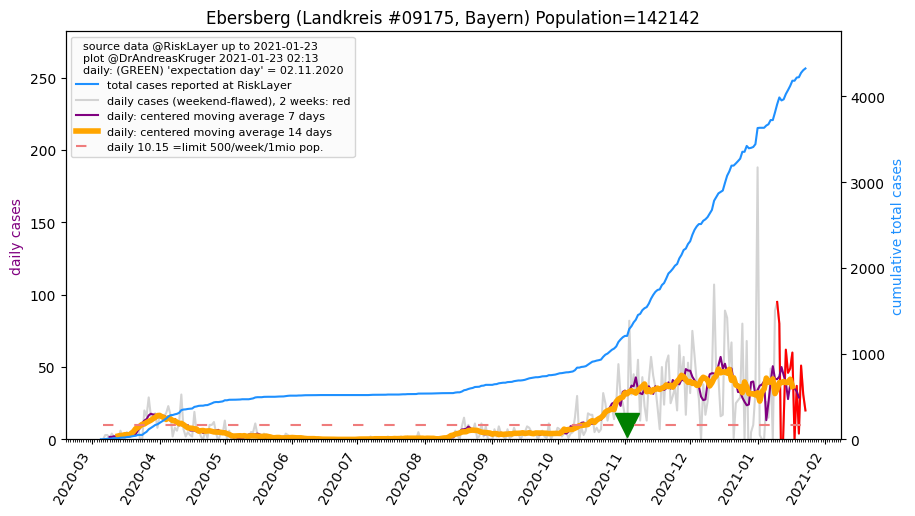 Ebersberg (Landkreis #09175, Bayern) Population=142142
source data @RiskLayer up to 2021-01-23
plot @DrAndreasKruger 2021-01-23 02:13
daily: (GREEN) 'expectation day' = 02.11.2020
total cases reported at RiskLayer
daily cases (weekend-flawed), 2 weeks: red
daily: centered moving average 7 days
daily: centered moving average 14 days
daily 10.15 =limit 500/week/1mio pop.
daily cases
250
200
150
100
50
0
cumulative total cases
4000
3000
2000
1000
0
2020-03
2020-04
2020-05
2020-06
2020-07
2020-08
2020-09
2020-10
2020-11
2020-12
2021-01
2021-02